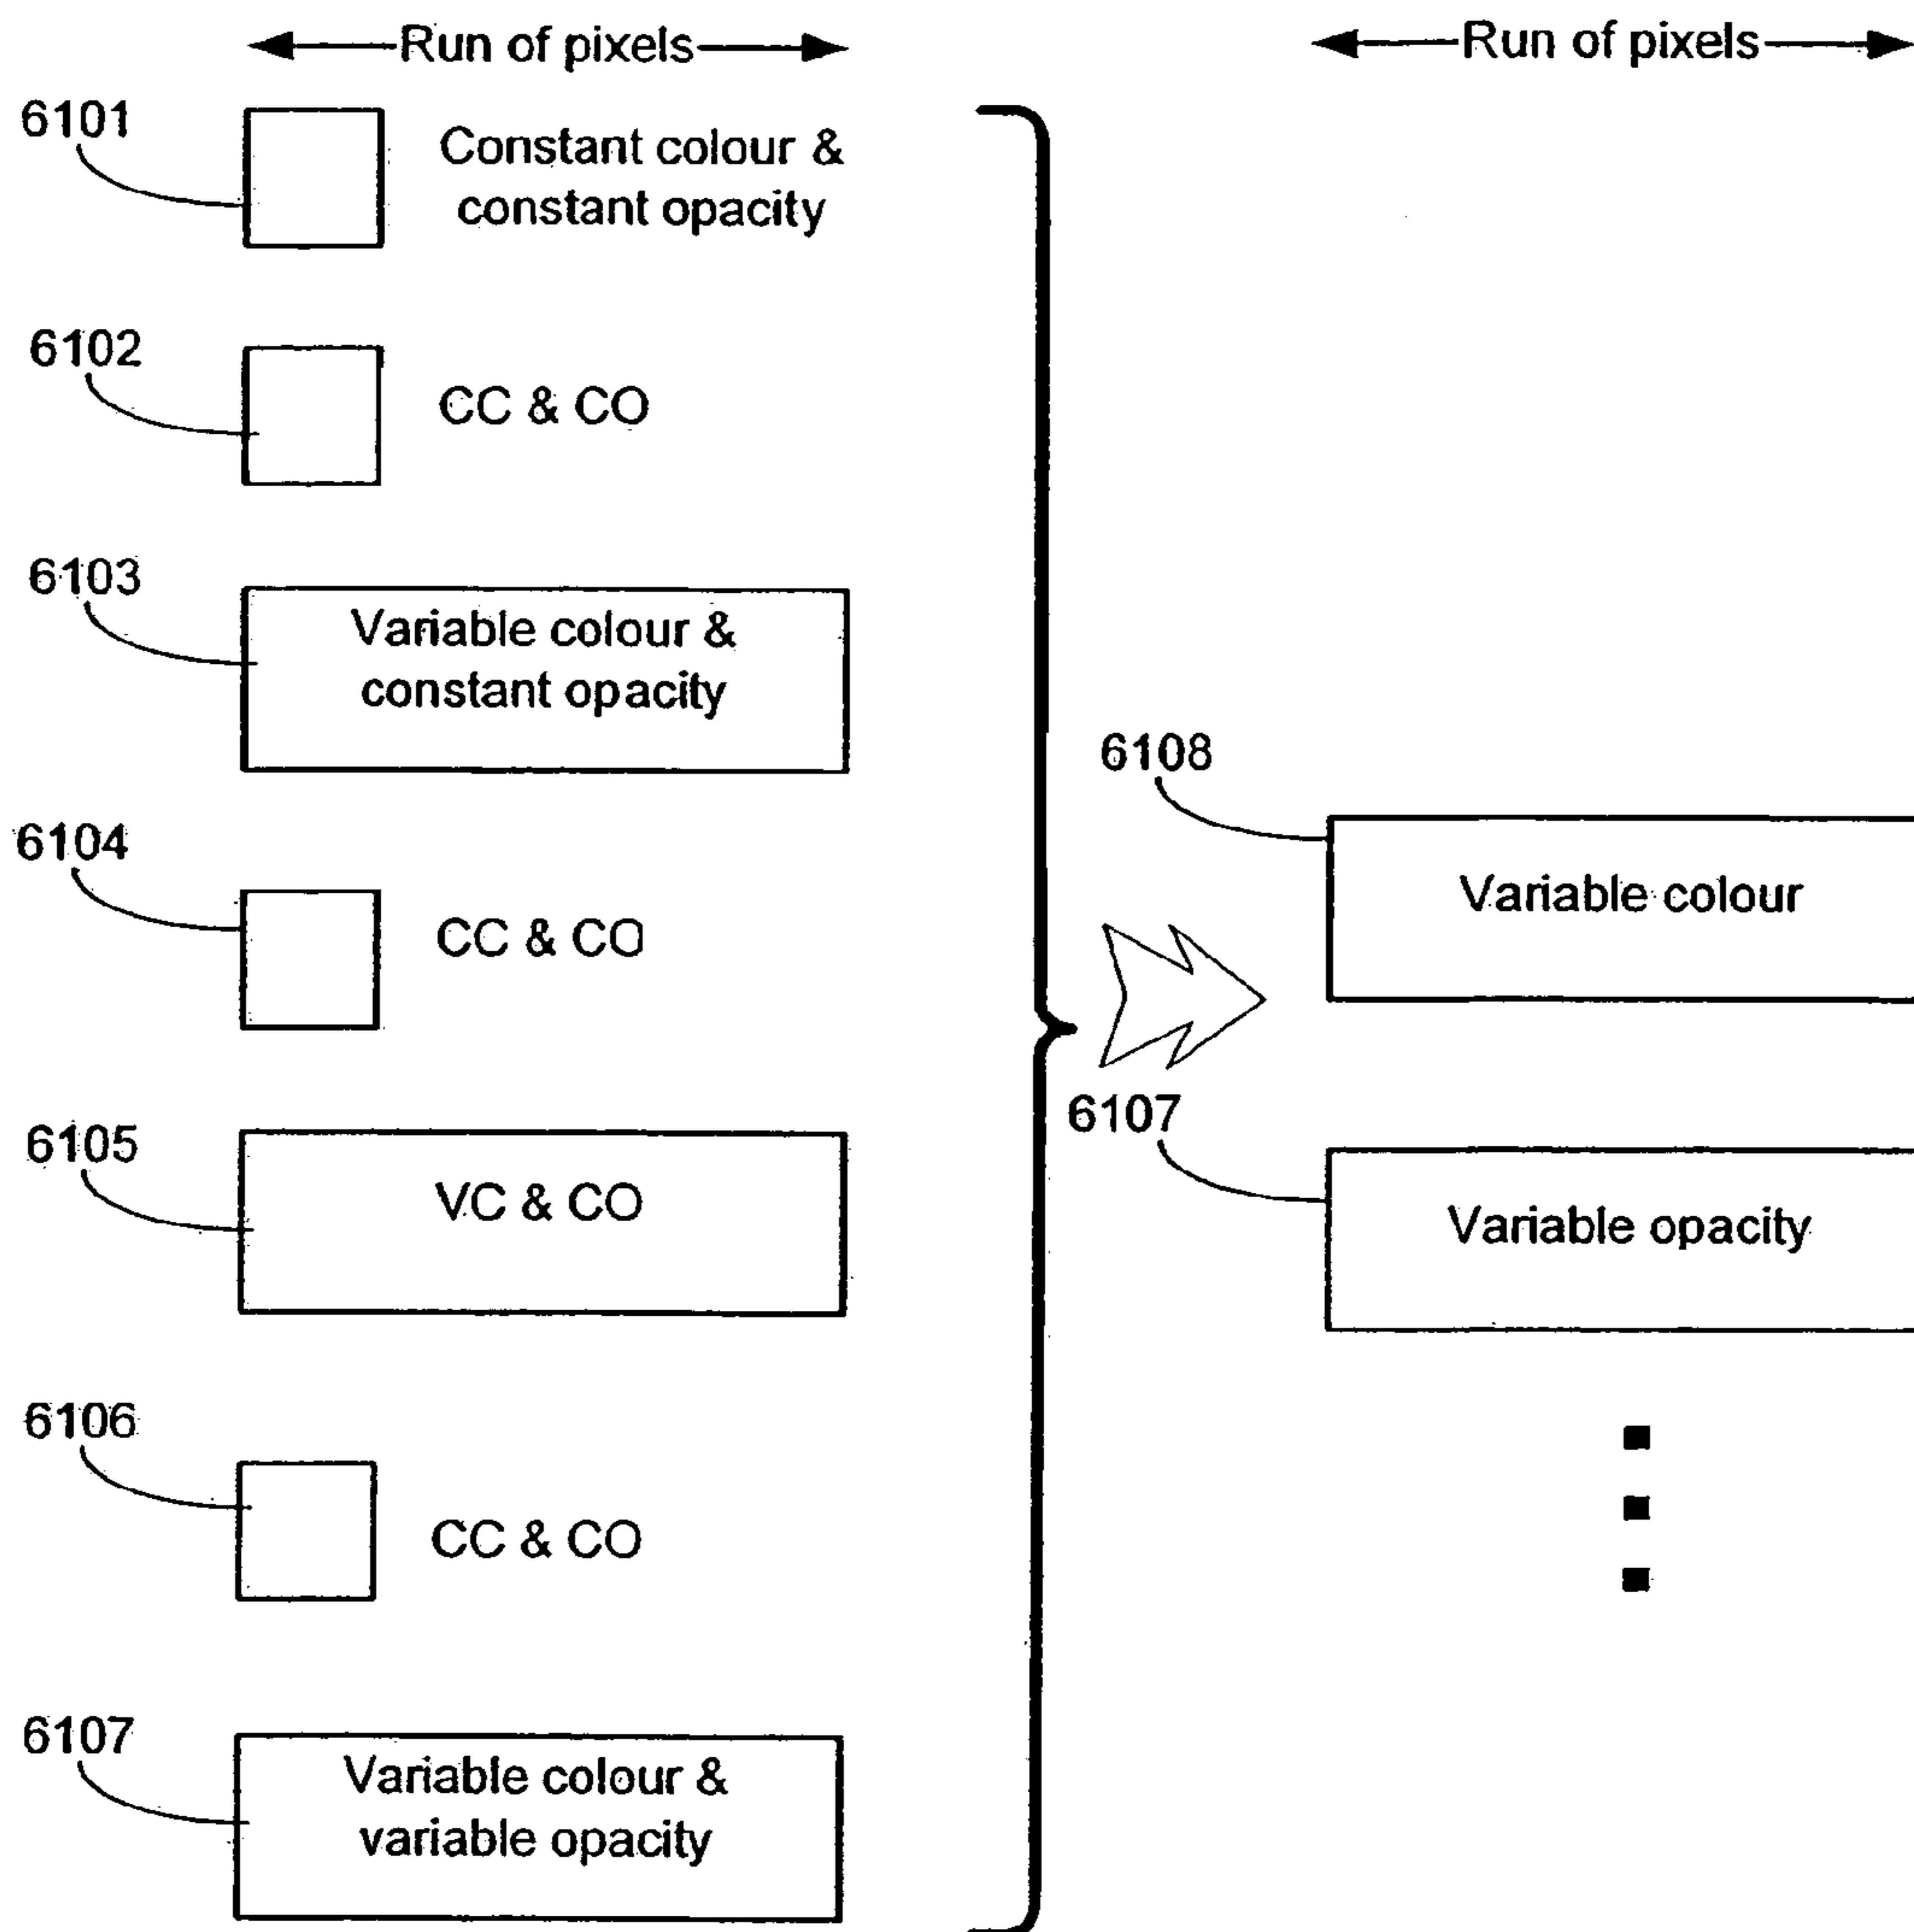 Run of pixels
6101
Constant colour &
constant opacity
6102
CC & CO
6103
Variable colour &
constant opacity
6104
CC & CO
6105
VC & CO
6106
CC & CO
6107
Variable colour &
variable opacity
Run of pixels
6108
Variable colour
6107
Variable opacity